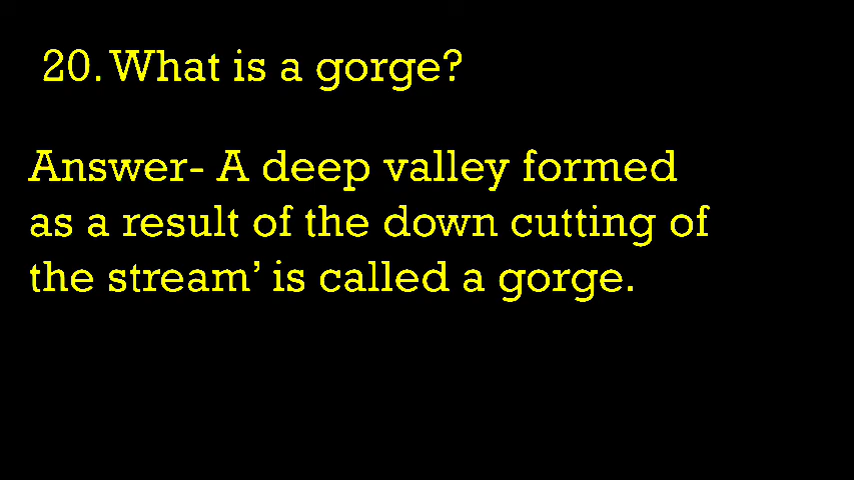 20. What is a gorge?
Answer- A deep valley formed
as a result of the down cutting of
the stream’ is called a gorge.